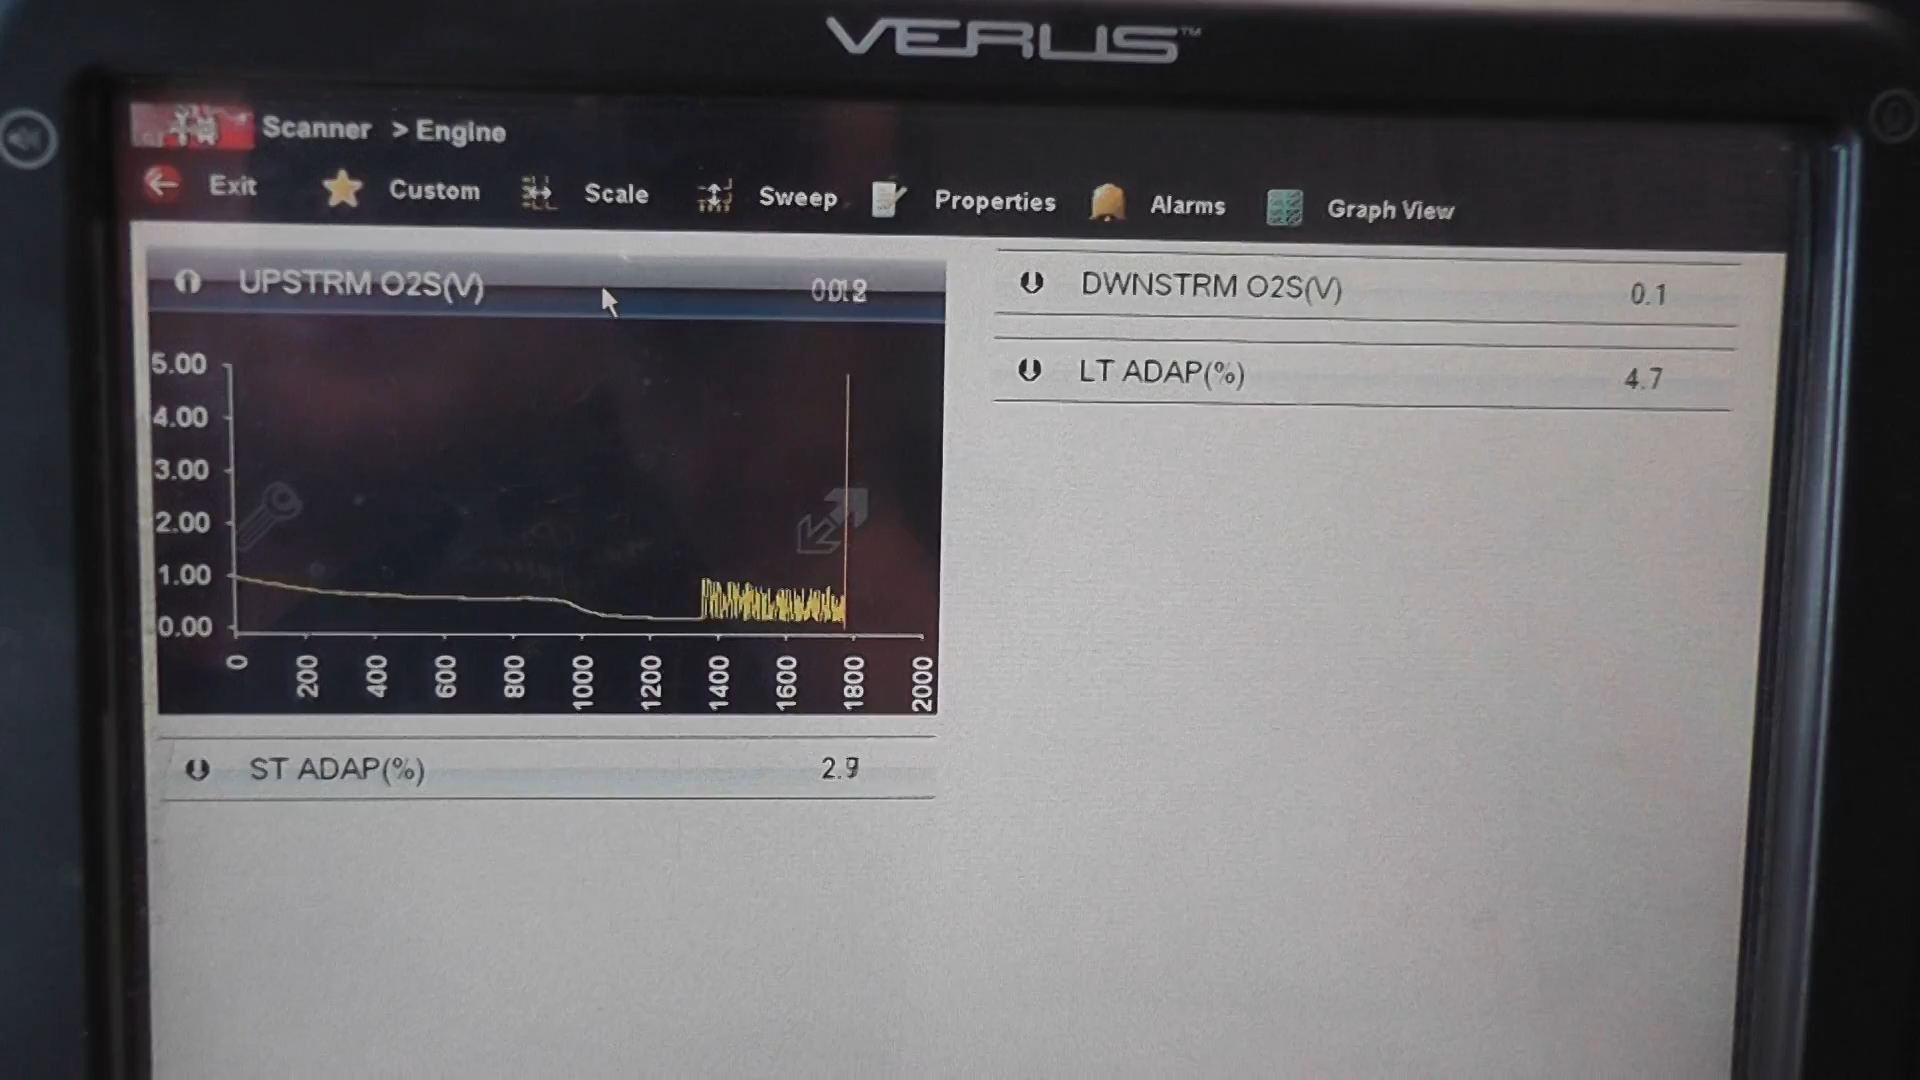 VERUS™
Scanner > Engine
Exit Custom Scale Sweep Properties Alarms Graph View
UPSTRM O2S(V)
DWNSTRM O2S(V) 0.1
LT ADAP(%) 4.7
5.00
4.00
3.00
2.00
1.00
0.00
0 200 400 600 800 1000 1200 1400 1600 1800 2000
ST ADAP(%)